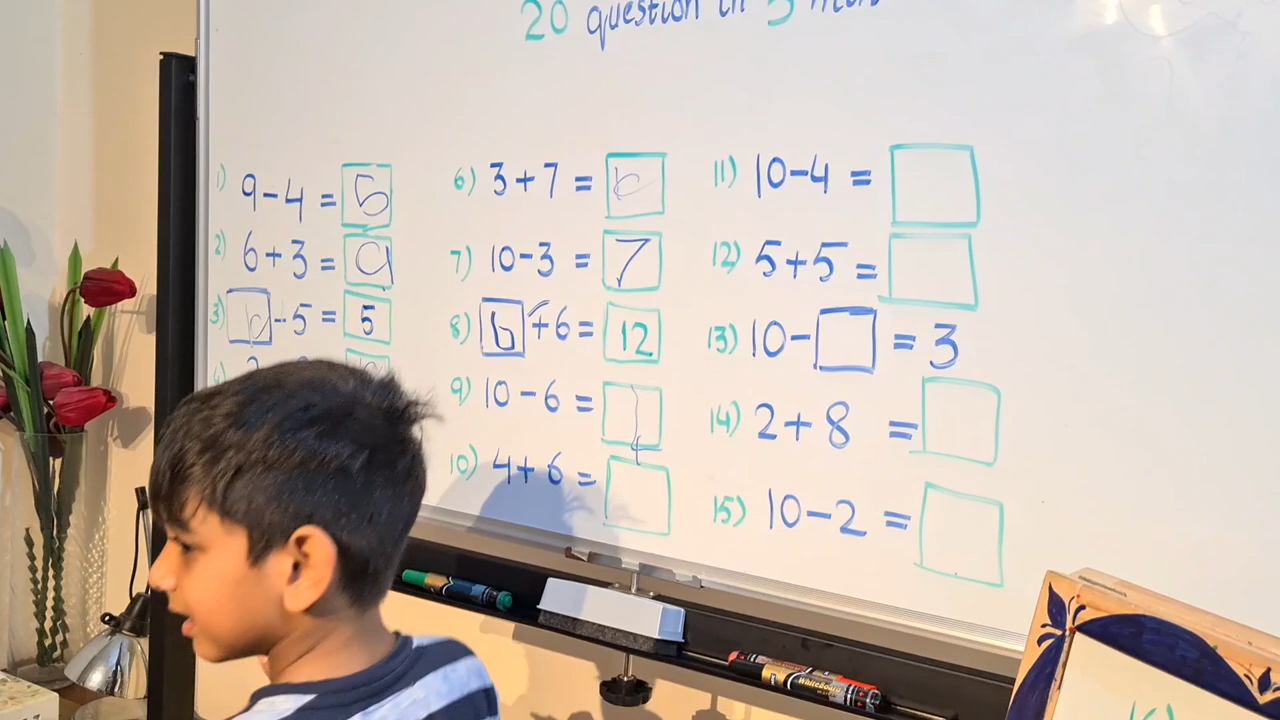 20 question in 5
1) 9-4 = 5
2) 6+3 = 9
3) 10-5 = 5
6) 3+7 = 10
7) 10-3 = 7
8) 6+6= 12
9) 10-6 =
10) 4+6 =
11) 10-4 =
12) 5+5 =
13) 10- = 3
14) 2+8 =
15) 10-2 =
WhiteBoard